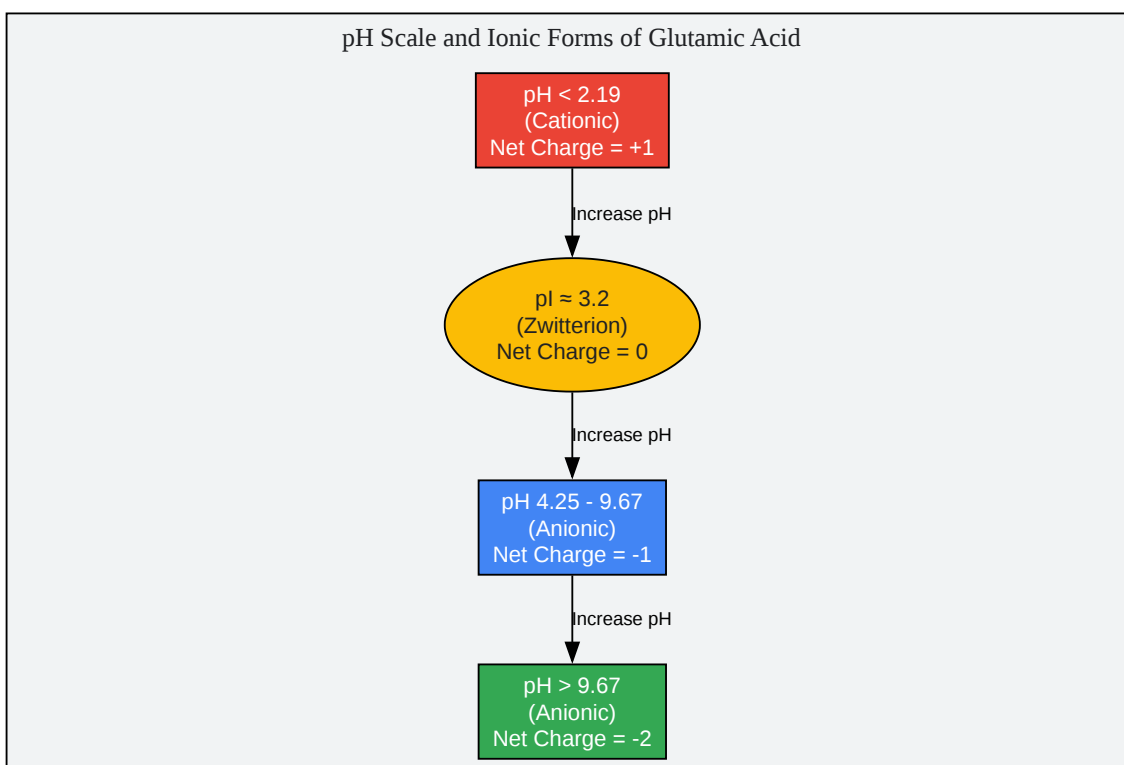 pH Scale and Ionic Forms of Glutamic Acid
pH < 2.19
(Cationic)
Net Charge = +1
Increase pH
pI ≈ 3.2
(Zwitterion)
Net Charge = 0
Increase pH
pH 4.25 - 9.67
(Anionic)
Net Charge = -1
Increase pH
pH > 9.67
(Anionic)
Net Charge = -2